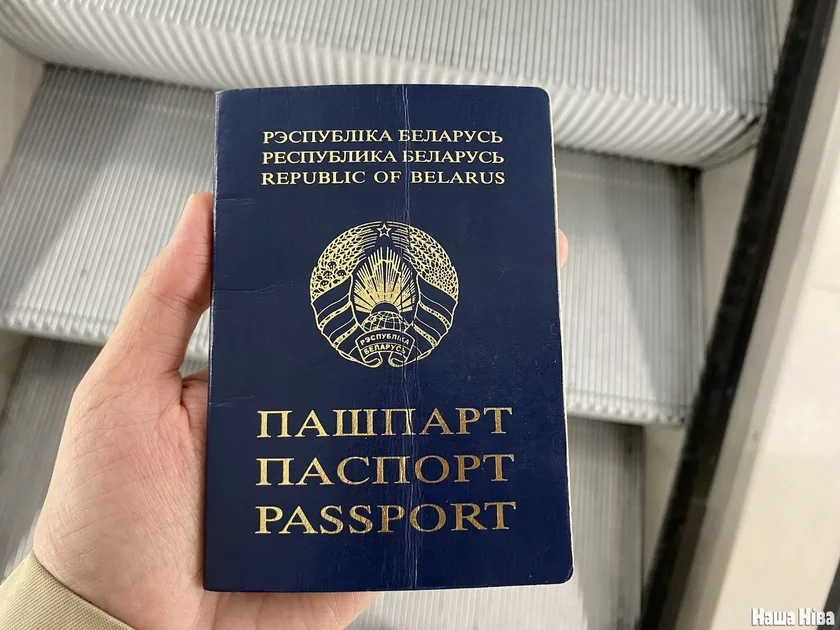 РЭСПУБЛІКА БЕЛАРУСЬ
РЕСПУБЛИКА БЕЛАРУСЬ
REPUBLIC OF BELARUS
РЭСПУБЛІКА
БЕЛАРУСЬ
ПАШПАРТ
ПАСПОРТ
PASSPORT
Наша Ніва